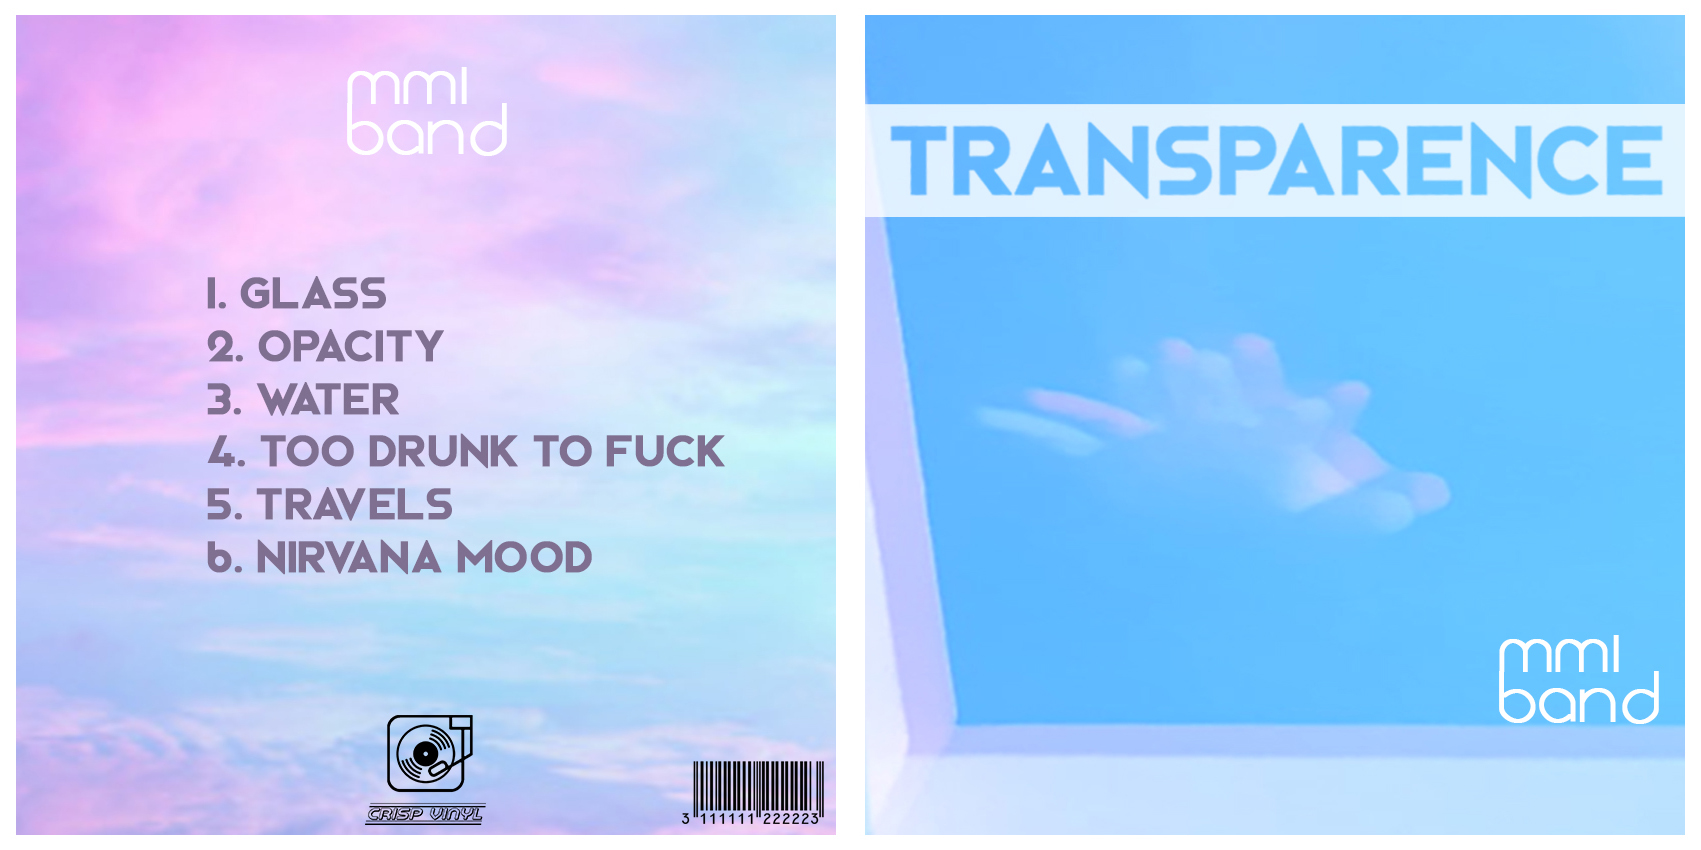 mmi
band
1. GLASS
2. OPACITY
3. WATER
4. TOO DRUNK TO FUCK
5. TRAVELS
6. NIRVANA MOOD
CRISP VINYL
3 111111 222223
TRANSPARENCE
mmi
band